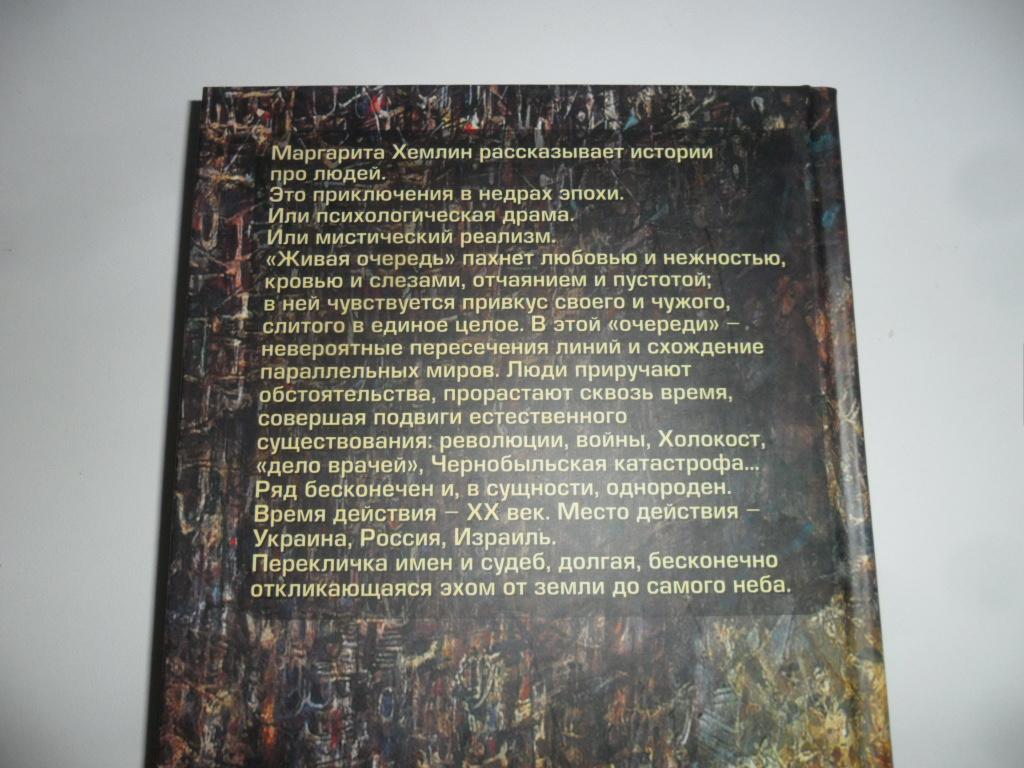 Маргарита Хемлин рассказывает истории
про людей.
Это приключения в недрах эпохи.
Или психологическая драма.
Или мистический реализм.
«Живая очередь» пахнет любовью и нежностью,
кровью и слезами, отчаянием и пустотой;
в ней чувствуется привкус своего и чужого,
слитого в единое целое. В этой «очереди» –
невероятные пересечения линий и схождение
параллельных миров. Люди приручают
обстоятельства, прорастают сквозь время,
совершая подвиги естественного
существования: революции, войны, Холокост,
«дело врачей», Чернобыльская катастрофа...
Ряд бесконечен и, в сущности, однороден.
Время действия – XX век. Место действия –
Украина, Россия, Израиль.
Перекличка имен и судеб, долгая, бесконечно
откликающаяся эхом от земли до самого неба.